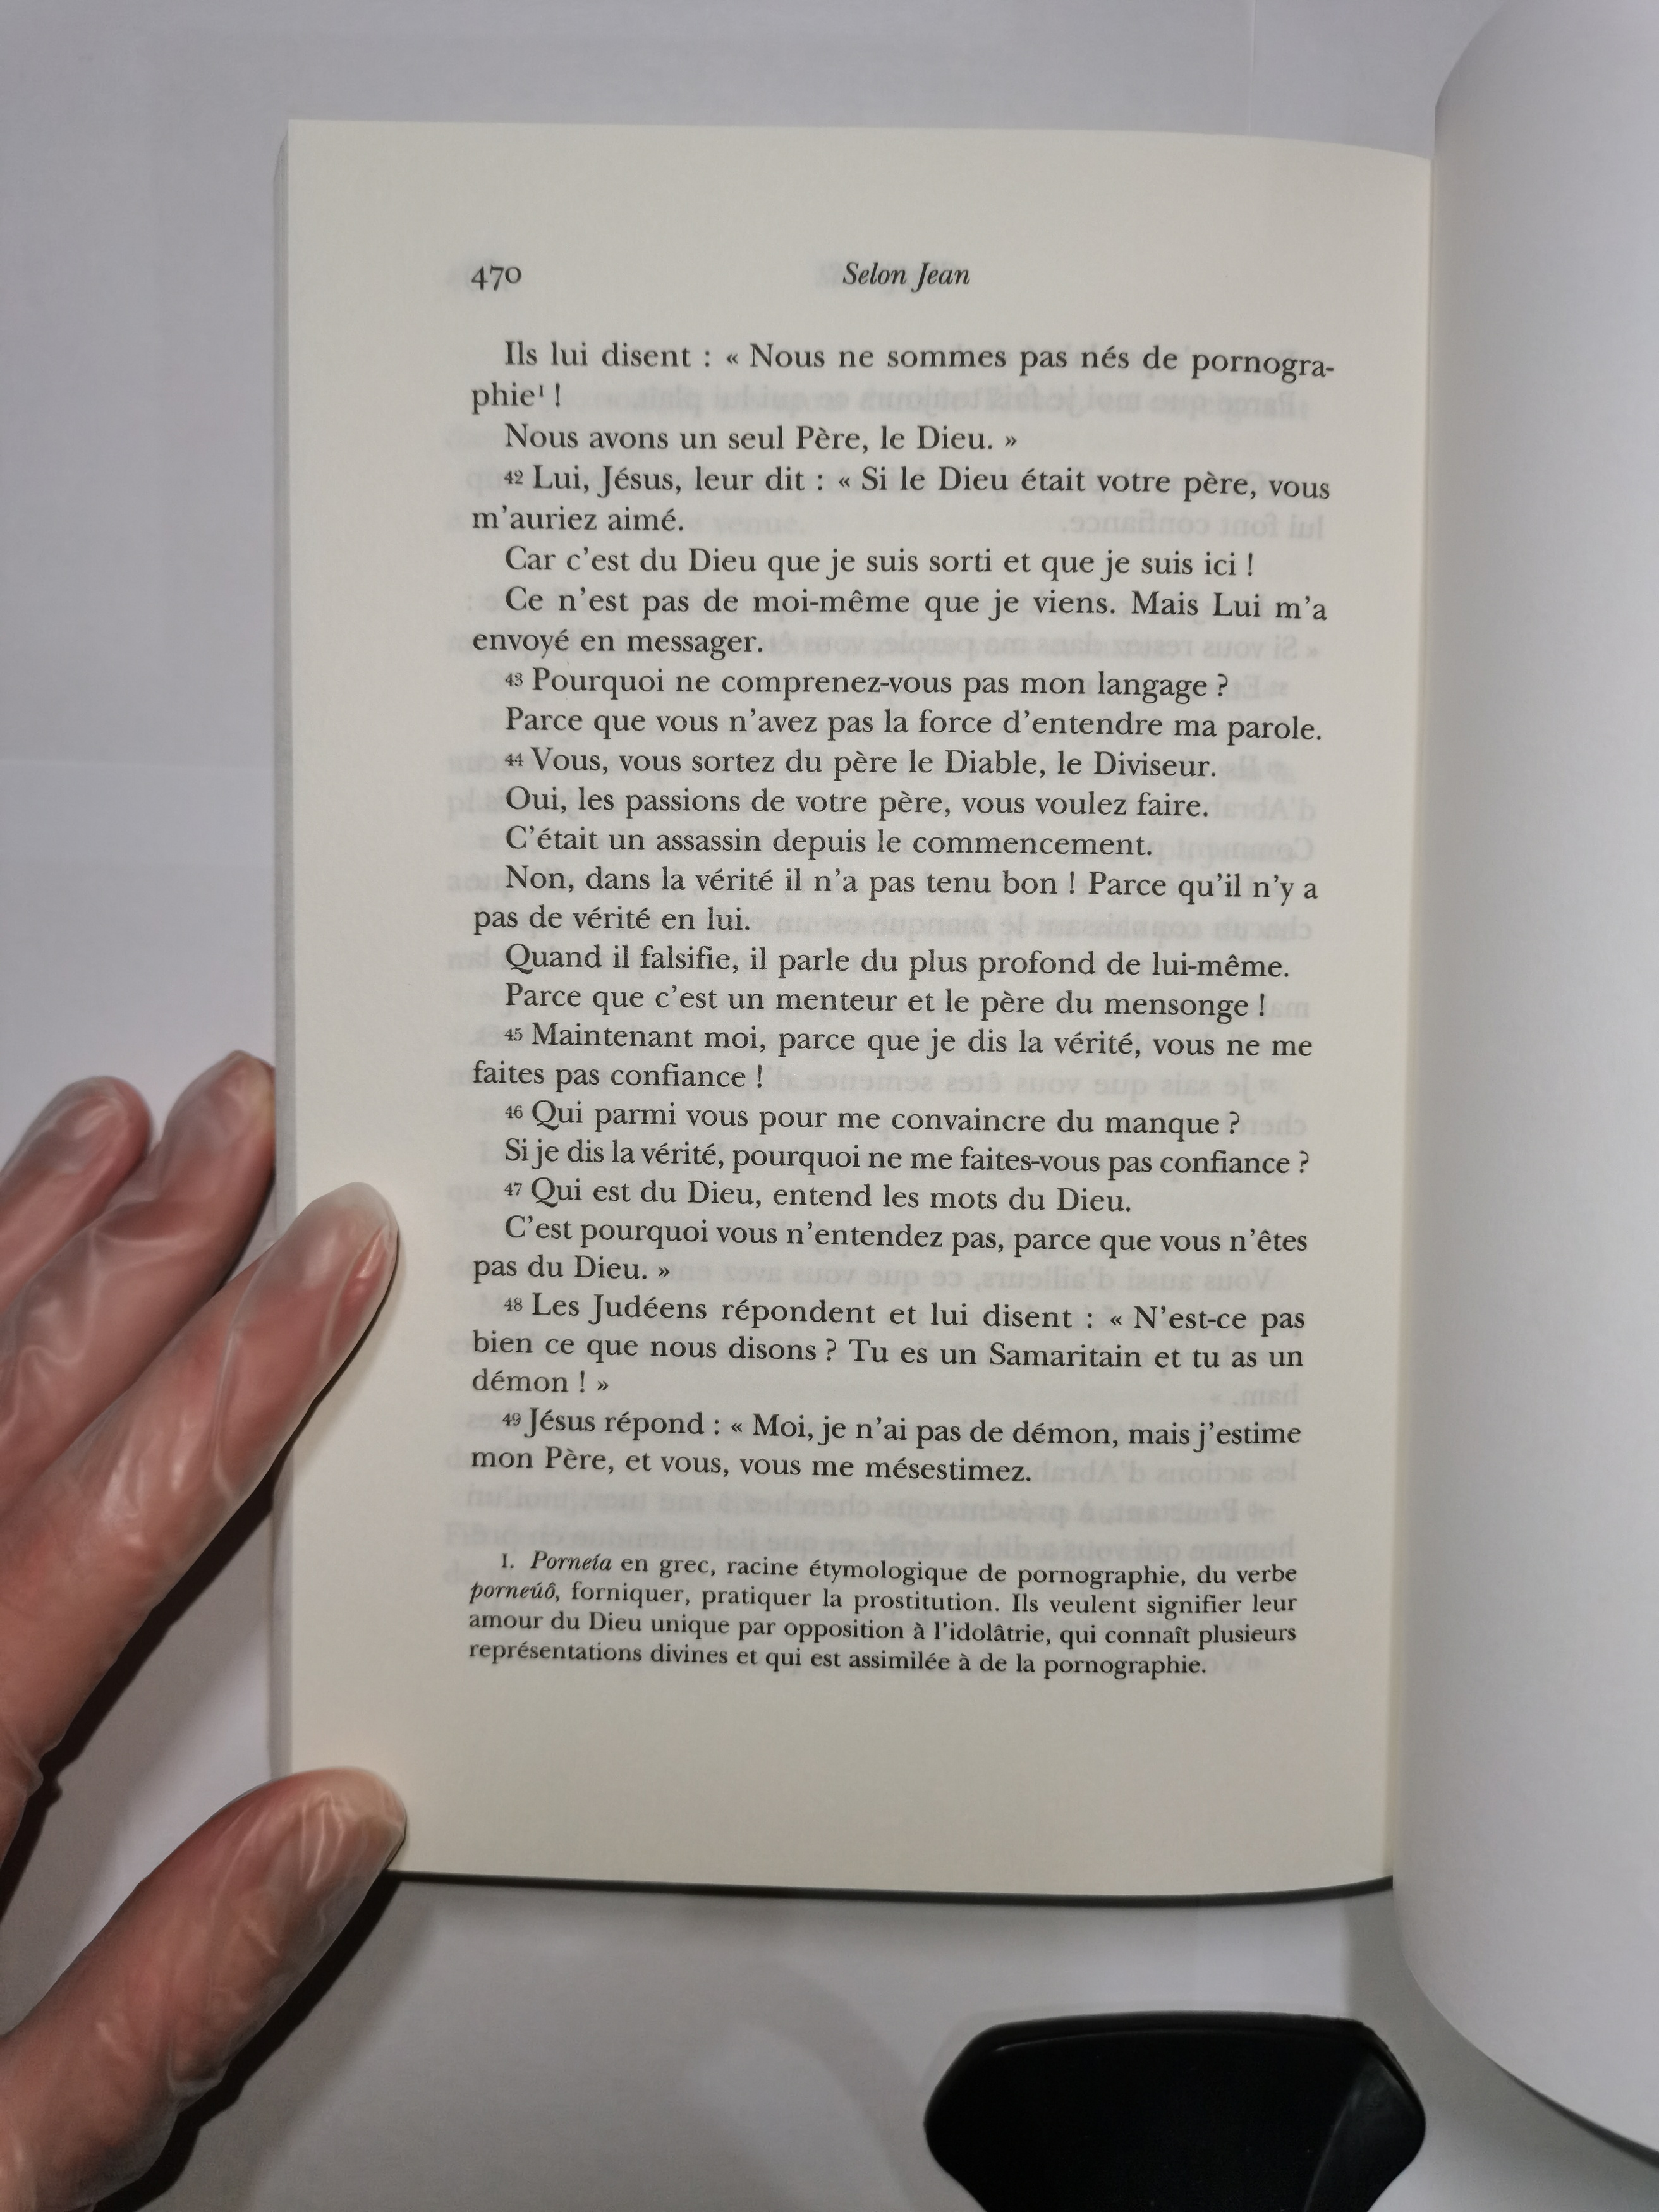 470
Selon Jean
Ils lui disent : « Nous ne sommes pas nés de pornogra-
phie¹ !
Nous avons un seul Père, le Dieu. »
42 Lui, Jésus, leur dit : « Si le Dieu était votre père, vous
m'auriez aimé.
Car c'est du Dieu que je suis sorti et que je suis ici !
Ce n'est pas de moi-même que je viens. Mais Lui m'a
envoyé en messager.
43 Pourquoi ne comprenez-vous pas mon langage ?
Parce que vous n'avez pas la force d'entendre ma parole.
44 Vous, vous sortez du père le Diable, le Diviseur.
Oui, les passions de votre père, vous voulez faire.
C'était un assassin depuis le commencement.
Non, dans la vérité il n'a pas tenu bon ! Parce qu'il n'y a
pas de vérité en lui.
Quand il falsifie, il parle du plus profond de lui-même.
Parce que c'est un menteur et le père du mensonge !
45 Maintenant moi, parce que je dis la vérité, vous ne me
faites pas confiance !
46 Qui parmi vous pour me convaincre du manque ?
Si je dis la vérité, pourquoi ne me faites-vous pas confiance ?
47 Qui est du Dieu, entend les mots du Dieu.
C'est pourquoi vous n'entendez pas, parce que vous n'êtes
pas du Dieu. »
48 Les Judéens répondent et lui disent : « N'est-ce pas
bien ce que nous disons ? Tu es un Samaritain et tu as un
démon ! »
49 Jésus répond : « Moi, je n'ai pas de démon, mais j'estime
mon Père, et vous, vous me mésestimez.
1. Porneía en grec, racine étymologique de pornographie, du verbe
porneúô, forniquer, pratiquer la prostitution. Ils veulent signifier leur
amour du Dieu unique par opposition à l'idolâtrie, qui connaît plusieurs
représentations divines et qui est assimilée à de la pornographie.